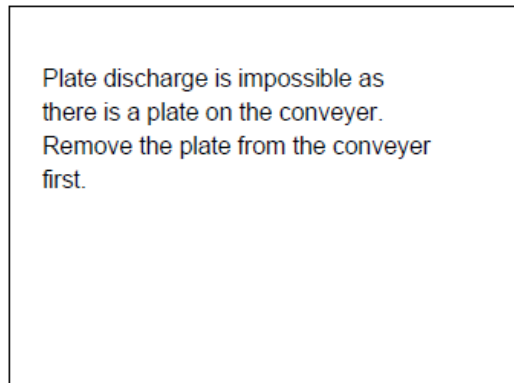 Plate discharge is impossible as
there is a plate on the conveyer.
Remove the plate from the conveyer
first.